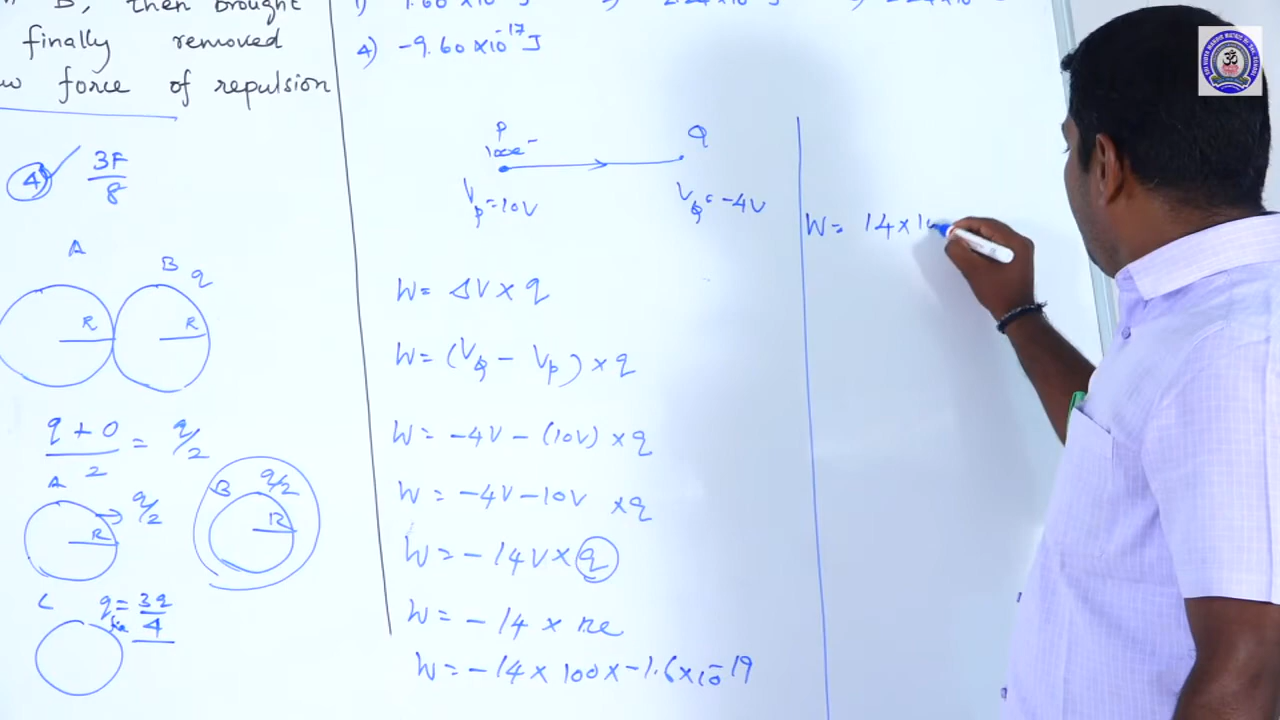 B, then brought
finally removed
force of repulsion
4) -9.60 ×10⁻¹⁷ J
4 3F/8
A
B q
R
R
q + 0 / 2 = q/2
A
q/2
R
B q/2
R
C q = 3q/4
P
100e⁻
Q
Vp = 10V
VQ = -4V
W = ΔV × q
W = (VQ - Vp) × q
W = -4V - (10V) × q
W = -4V - 10V × q
W = -14V × q
W = -14 × ne
W = -14 × 100 × -1.6 × 10⁻¹⁹
W = 14 × 1